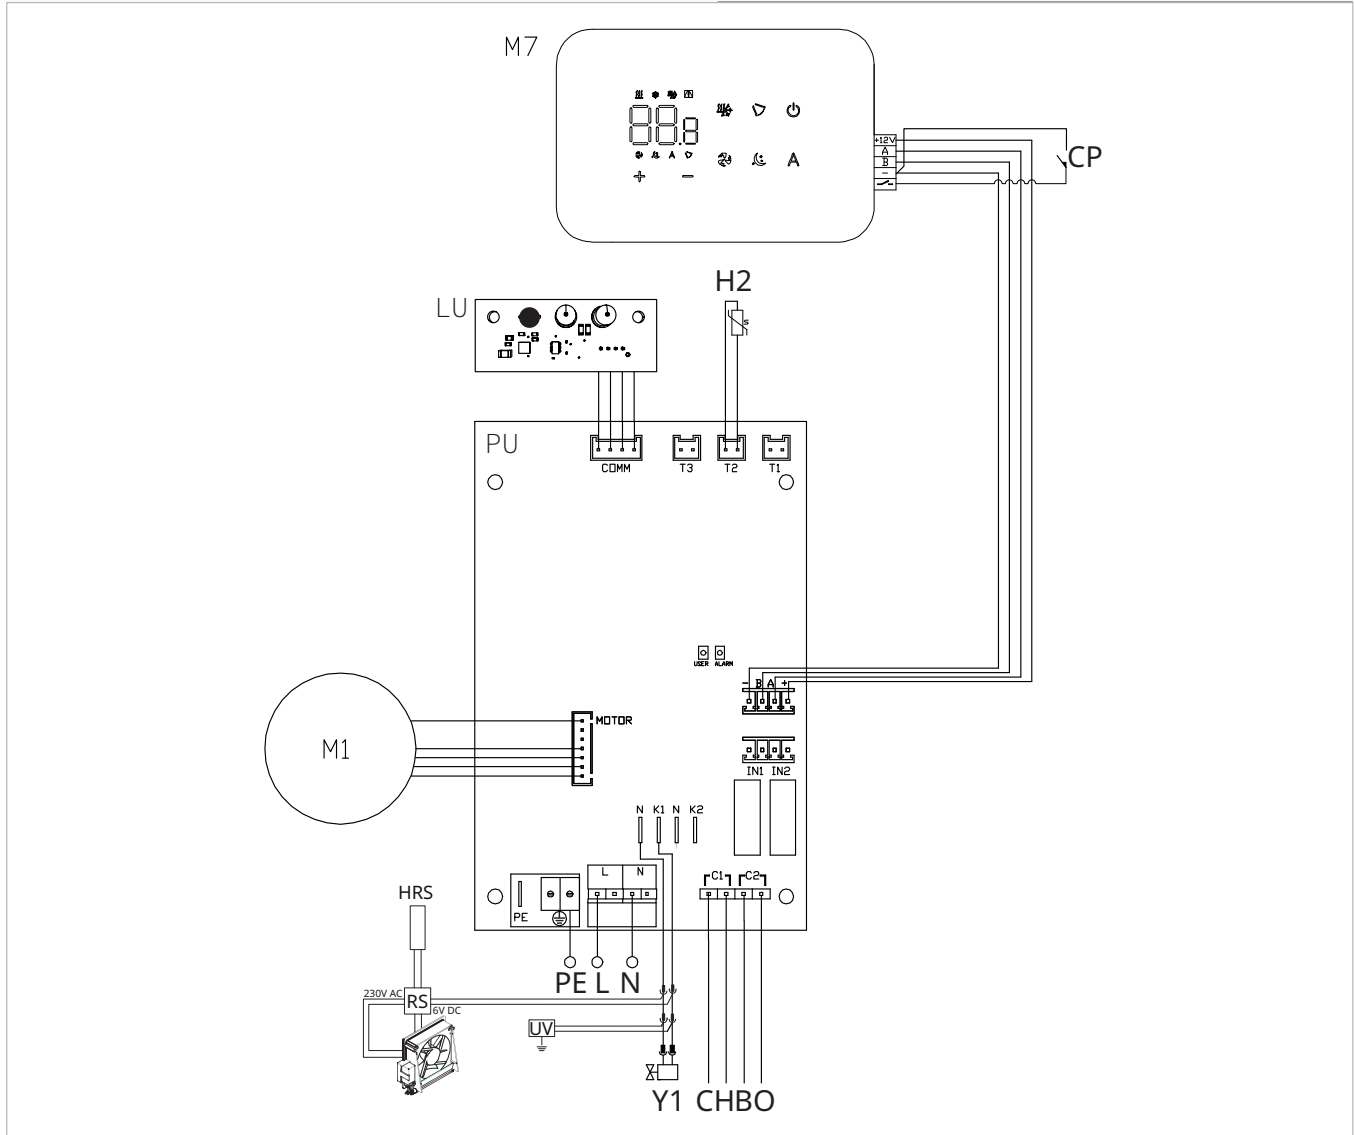 M7
88.8
A
+ −
A
+12V
A
B
-
CP
H2
LU
S
PU
COMM
T3
T2
T1
USER
ALARM
- B A +
MOTOR
M1
IN1 IN2
N K1 N K2
L N
C1 C2
PE
HRS
PE L N
230V AC
RS
6V DC
UV
Y1 CHBO